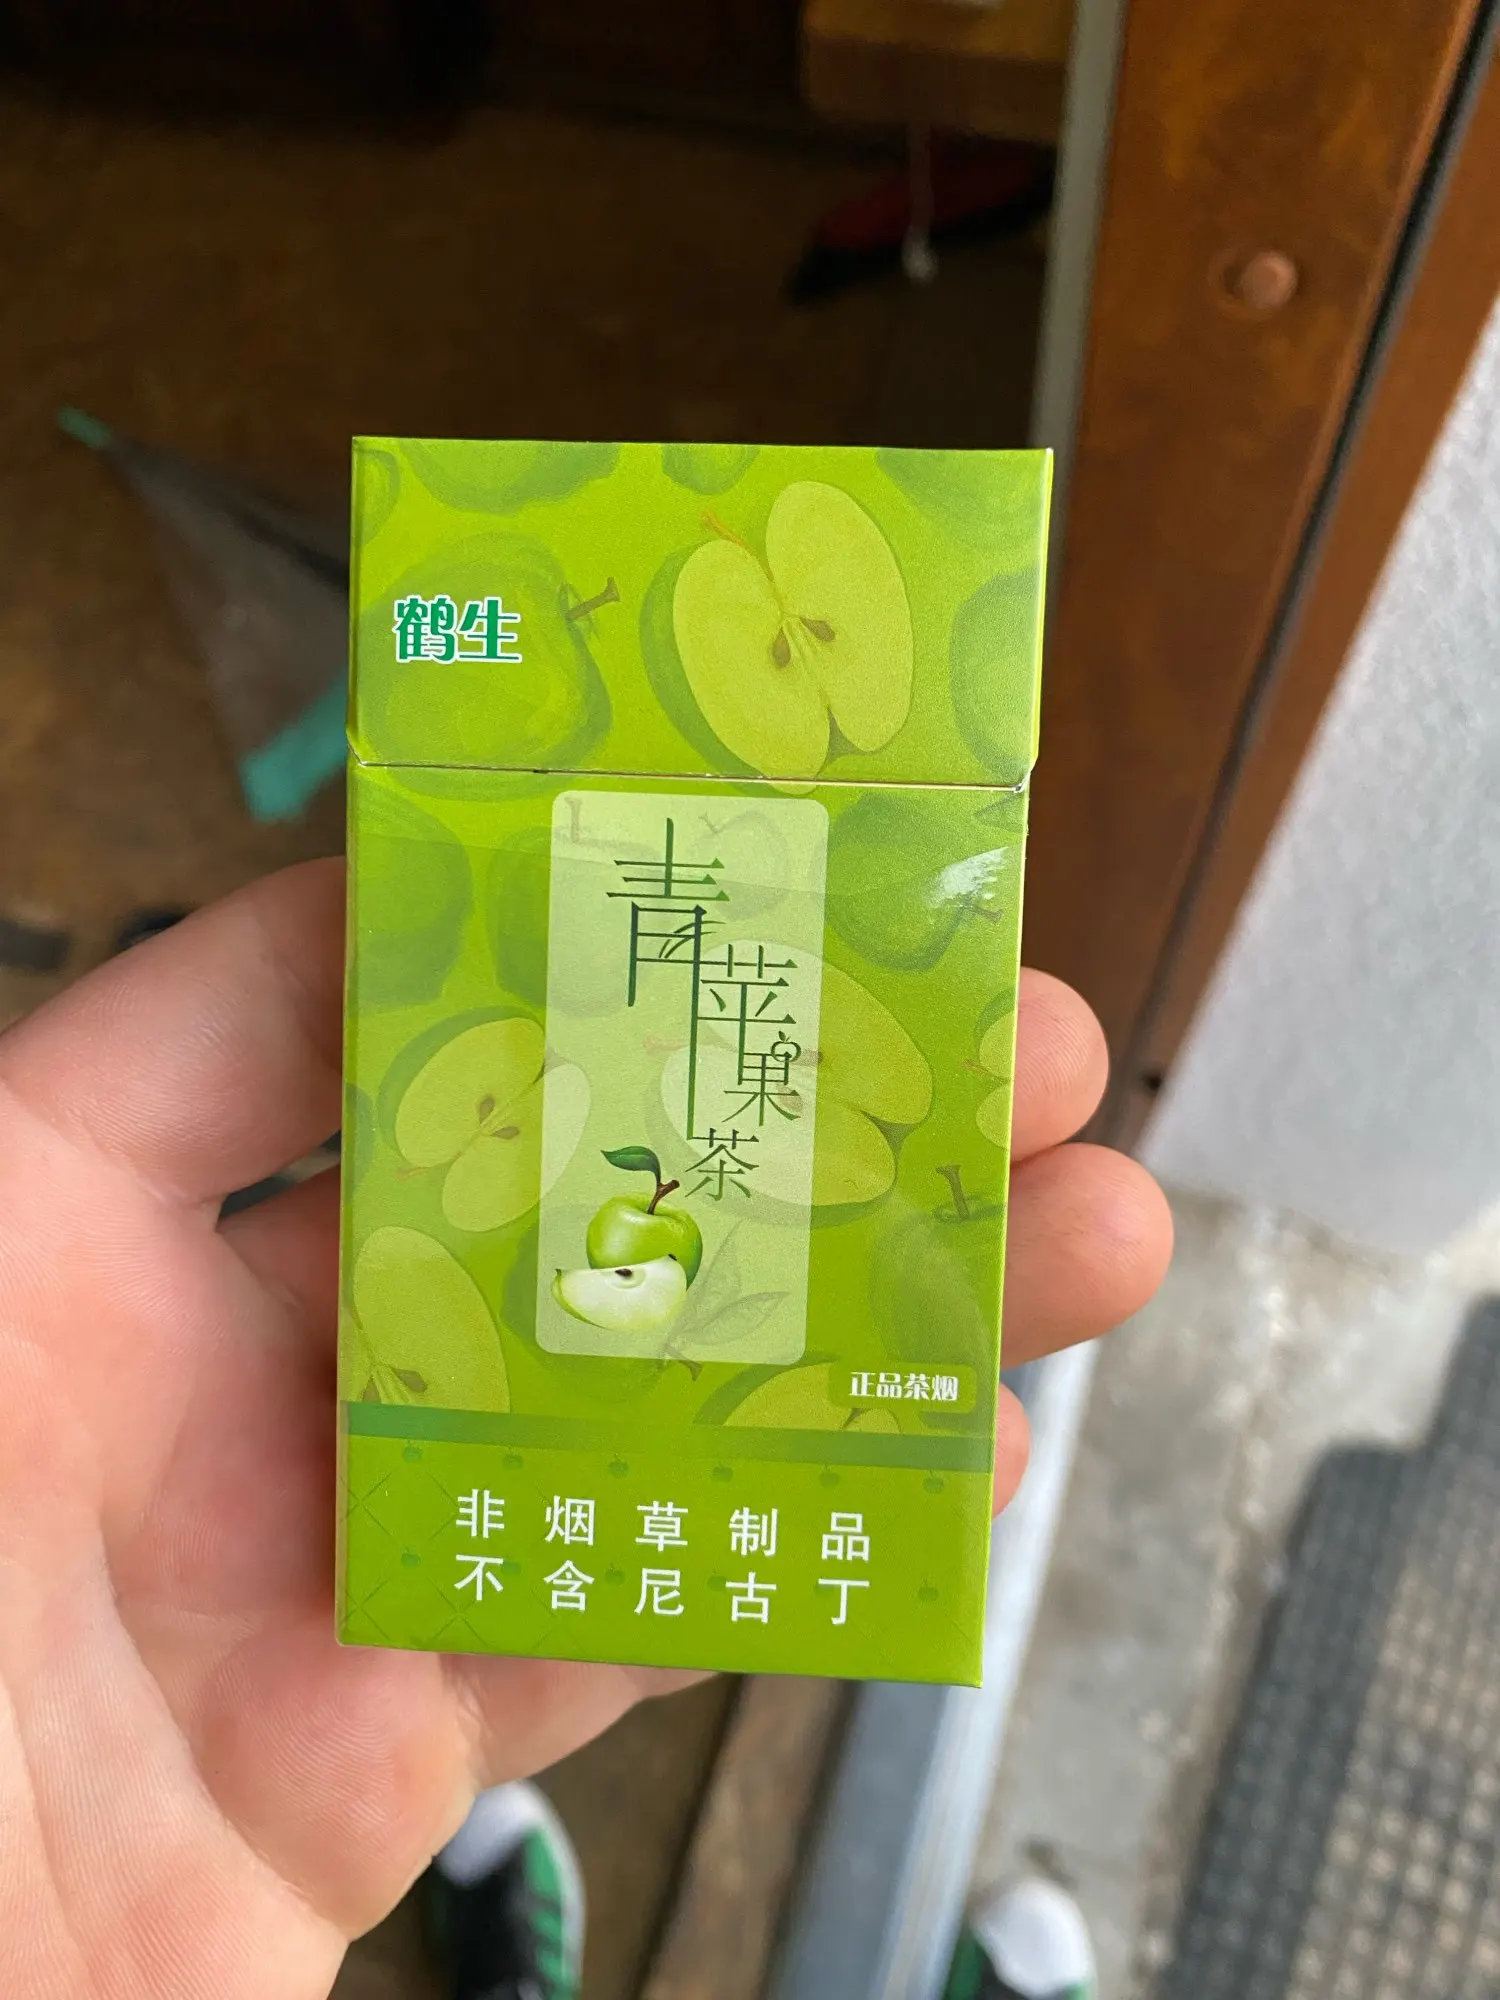 鹤生
青苹果茶
正品茶烟
非烟草制品
不含尼古丁